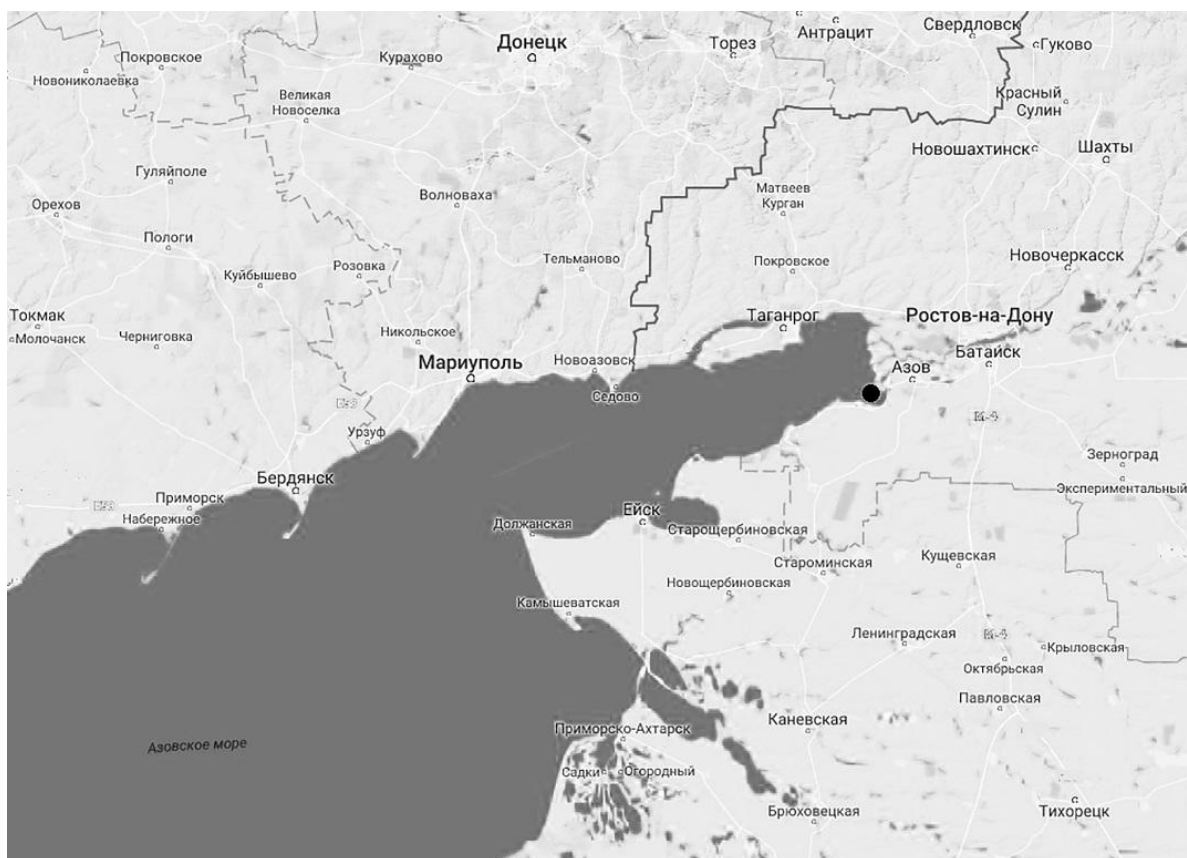 Свердловск
Антрацит
Гуково
Донецк
Торез
Покровское
Курахово
Новониколаевка
Красный
Сулин
Великая
Новоселка
Новошахтинск
Шахты
Гуляйполе
Волноваха
Матвеев
Курган
Орехов
Пологи
Новочеркасск
Тельманово
Покровское
Розовка
Куйбышево
Токмак
Таганрог
Ростов-на-Дону
Молочанск
Черниговка
Никольское
Батайск
Новоазовск
Мариуполь
Азов
Седово
М-4
Урзуф
Зерноград
Бердянск
Экспериментальный
Приморск
Ейск
Набережное
Должанская
Старощербиновская
Кущевская
Староминская
Новощербиновская
Камышеватская
Ленинградская
М-4
Крыловская
Октябрьская
Павловская
Каневская
Приморско-Ахтарск
Азовское море
Садки
Огородный
Тихорецк
Брюховецкая